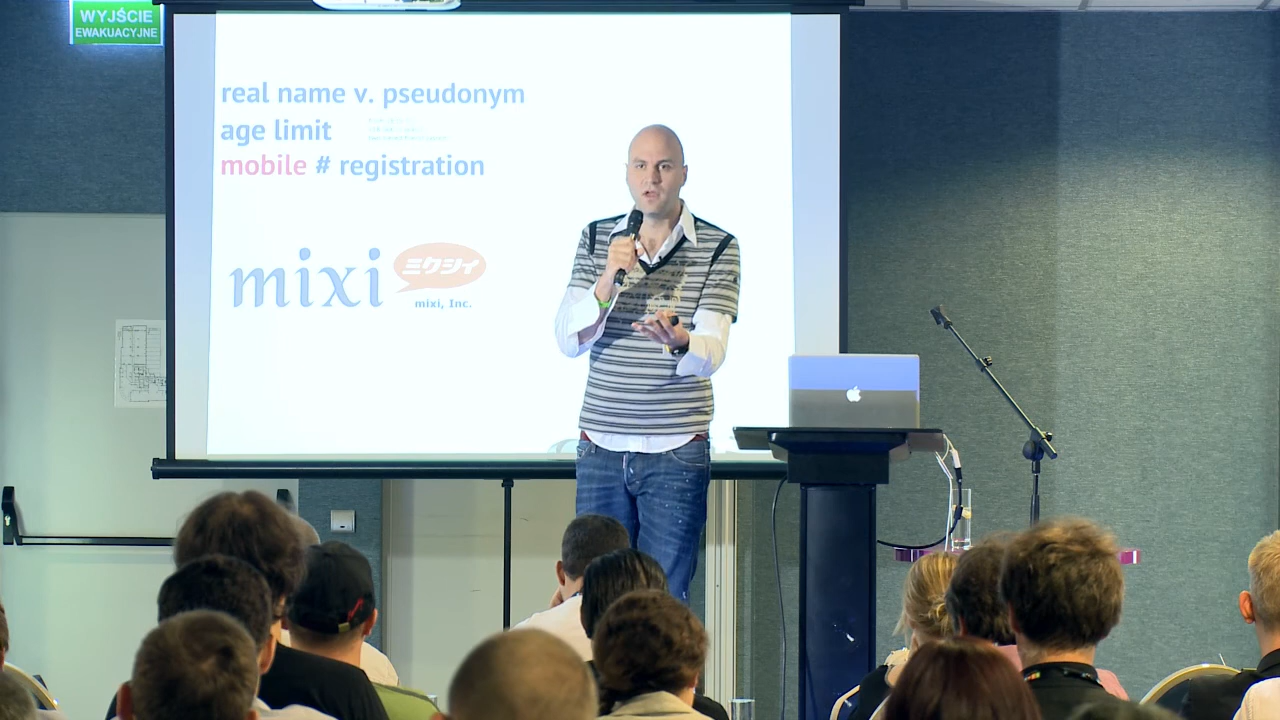 WYJŚCIE
EWAKUACYJNE
real name v. pseudonym
age limit
mobile # registration
mixi ミクシィ
mixi, Inc.